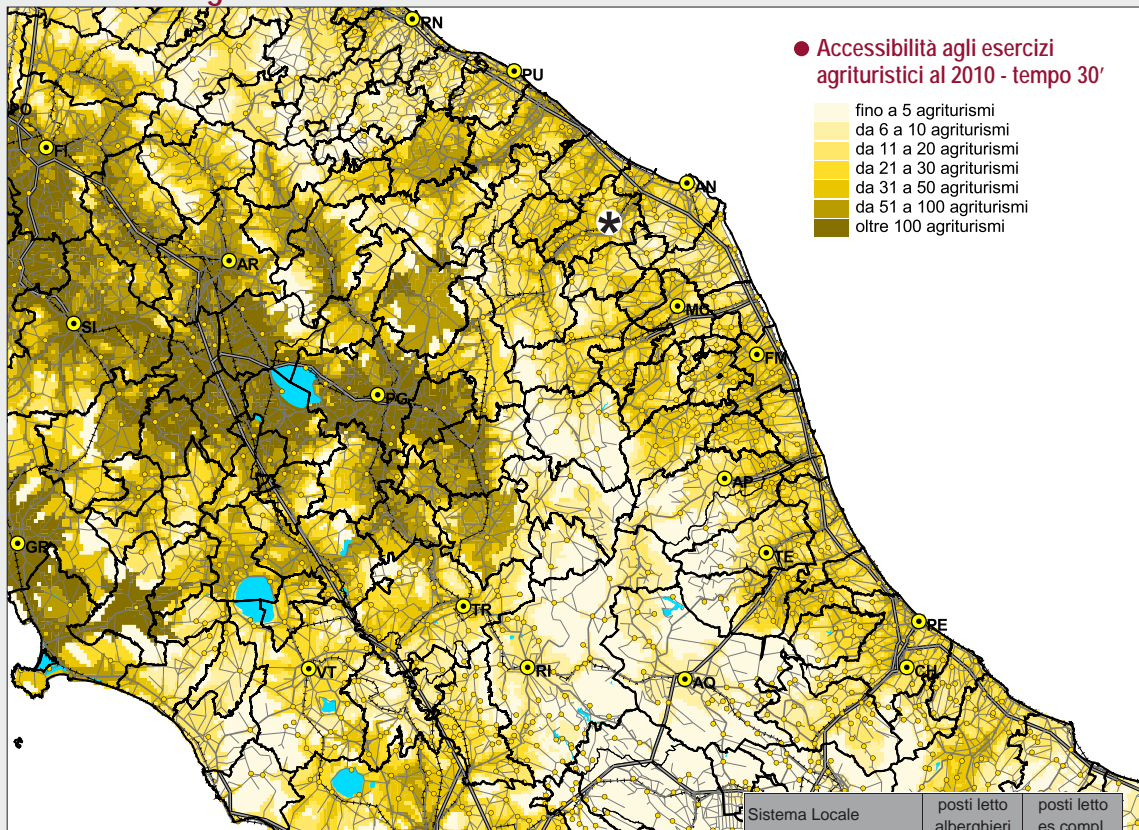 ● Accessibilità agli esercizi
agrituristici al 2010 - tempo 30'
fino a 5 agriturismi
da 6 a 10 agriturismi
da 11 a 20 agriturismi
da 21 a 30 agriturismi
da 31 a 50 agriturismi
da 51 a 100 agriturismi
oltre 100 agriturismi
RN
PU
FI
AN
*
AR
MC
SI
FM
PG
AP
GR
TE
TR
PE
VT
RI
AQ
CH
Sistema Locale
posti letto
alberghieri
posti letto
es.compl.